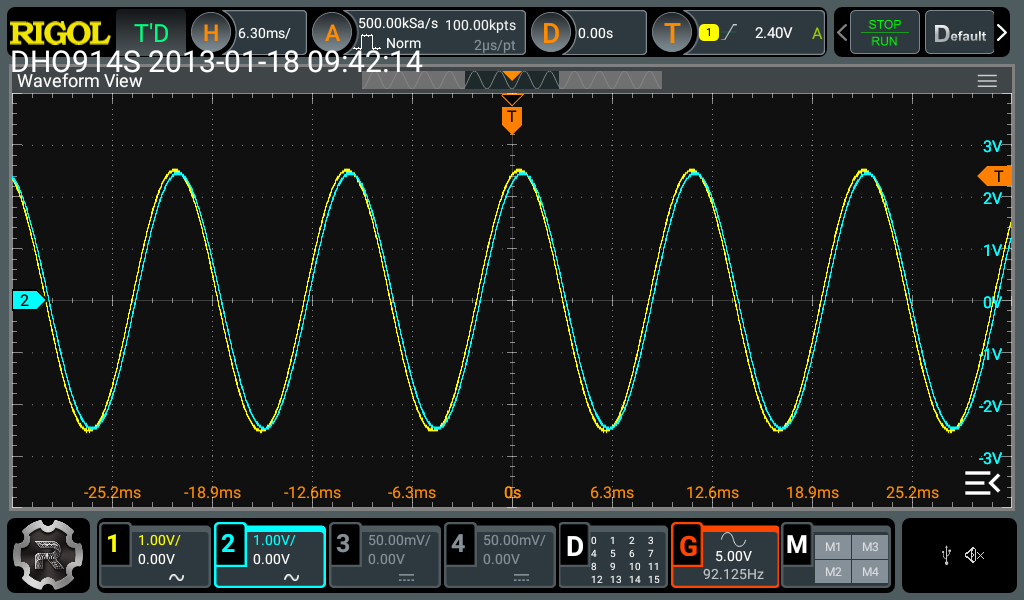 RIGOL T'D H 6.30ms/ A 500.00kSa/s 100.00kpts D 0.00s T 1 2.40V A STOP Default
Norm 2μs/pt RUN
DHO914S 2013-01-18 09:42:14
Waveform View
T
3V
T
2V
1V
2 0V
-1V
-2V
-3V
-25.2ms -18.9ms -12.6ms -6.3ms 0s 6.3ms 12.6ms 18.9ms 25.2ms
1 1.00V/ 2 1.00V/ 3 50.00mV/ 4 50.00mV/ D 0 1 2 3 G 5.00V M M1 M3
0.00V 0.00V 0.00V 0.00V 4 5 6 7 92.125Hz M2 M4
8 9 10 11
12 13 14 15
R